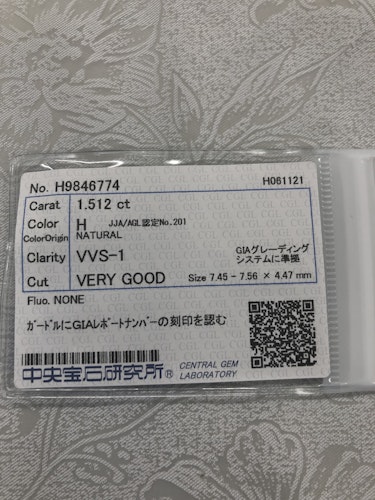 No. H9846774 H061121
Carat 1.512 ct
Color H JJA/AGL認定No.201
ColorOrigin NATURAL
Clarity VVS-1 GIAグレーディング
システムに準拠
Cut VERY GOOD Size 7.45 - 7.56 × 4.47 mm
Fluo. NONE
ガードルにGIAレポートナンバーの刻印を認む
中央宝石研究所® CENTRAL GEM
LABORATORY